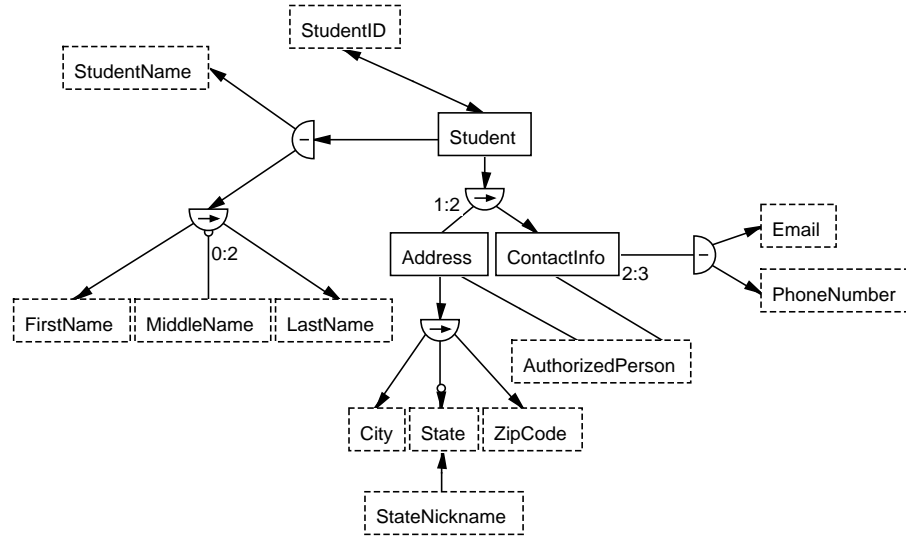 StudentID
StudentName
Student
1:2
0:2
Email
Address
ContactInfo
2:3
PhoneNumber
FirstName
MiddleName
LastName
AuthorizedPerson
City
State
ZipCode
StateNickname